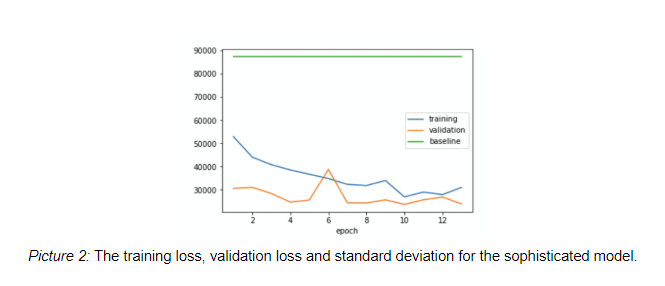 90000
80000
70000
60000
50000
40000
30000
training
validation
baseline
2 4 6 8 10 12
epoch
Picture 2: The training loss, validation loss and standard deviation for the sophisticated model.